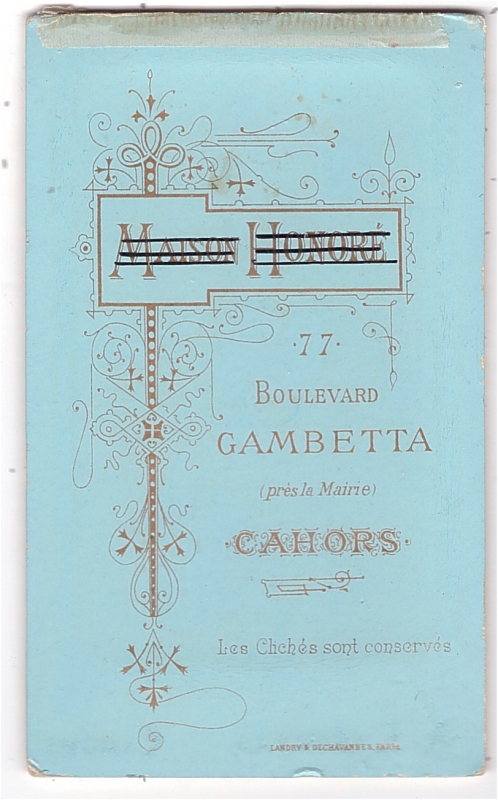 Maison Honoré
·77·
Boulevard
Gambetta
(près la Mairie)
·CAHORS·
Les Clichés sont conservés
LANDRY & DECHAVANNES, PARIS